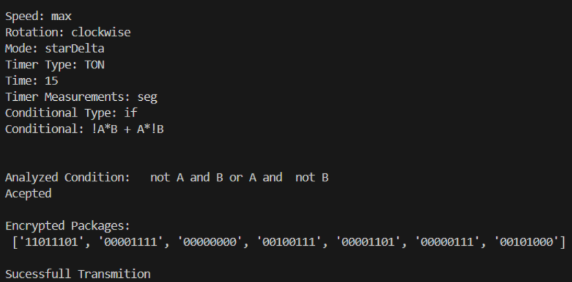 Speed: max
Rotation: clockwise
Mode: starDelta
Timer Type: TON
Time: 15
Timer Measurements: seg
Conditional Type: if
Conditional: !A*B + A*!B
Analyzed Condition:   not A and B or A and  not B
Acepted
Encrypted Packages:
 ['11011101', '00001111', '00000000', '00100111', '00001101', '00000111', '00101000']
Sucessfull Transmition